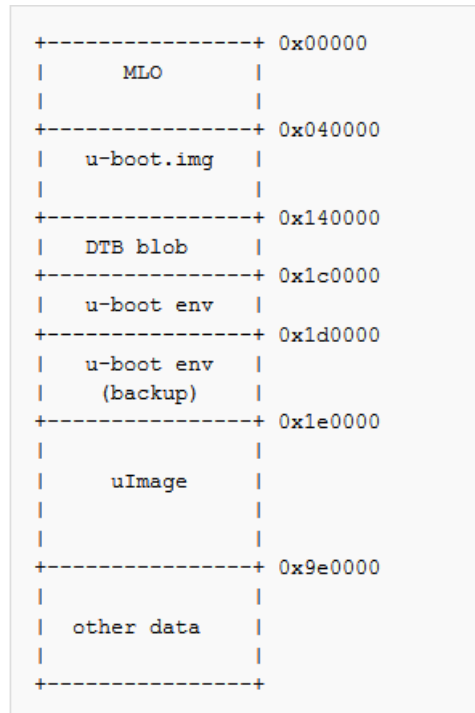 +----------------+ 0x00000
|      MLO       |
|                |
+----------------+ 0x040000
|   u-boot.img   |
|                |
+----------------+ 0x140000
|   DTB blob     |
+----------------+ 0x1c0000
|   u-boot env   |
+----------------+ 0x1d0000
|   u-boot env   |
|    (backup)    |
+----------------+ 0x1e0000
|                |
|     uImage     |
|                |
|                |
+----------------+ 0x9e0000
|                |
|  other data    |
|                |
+----------------+